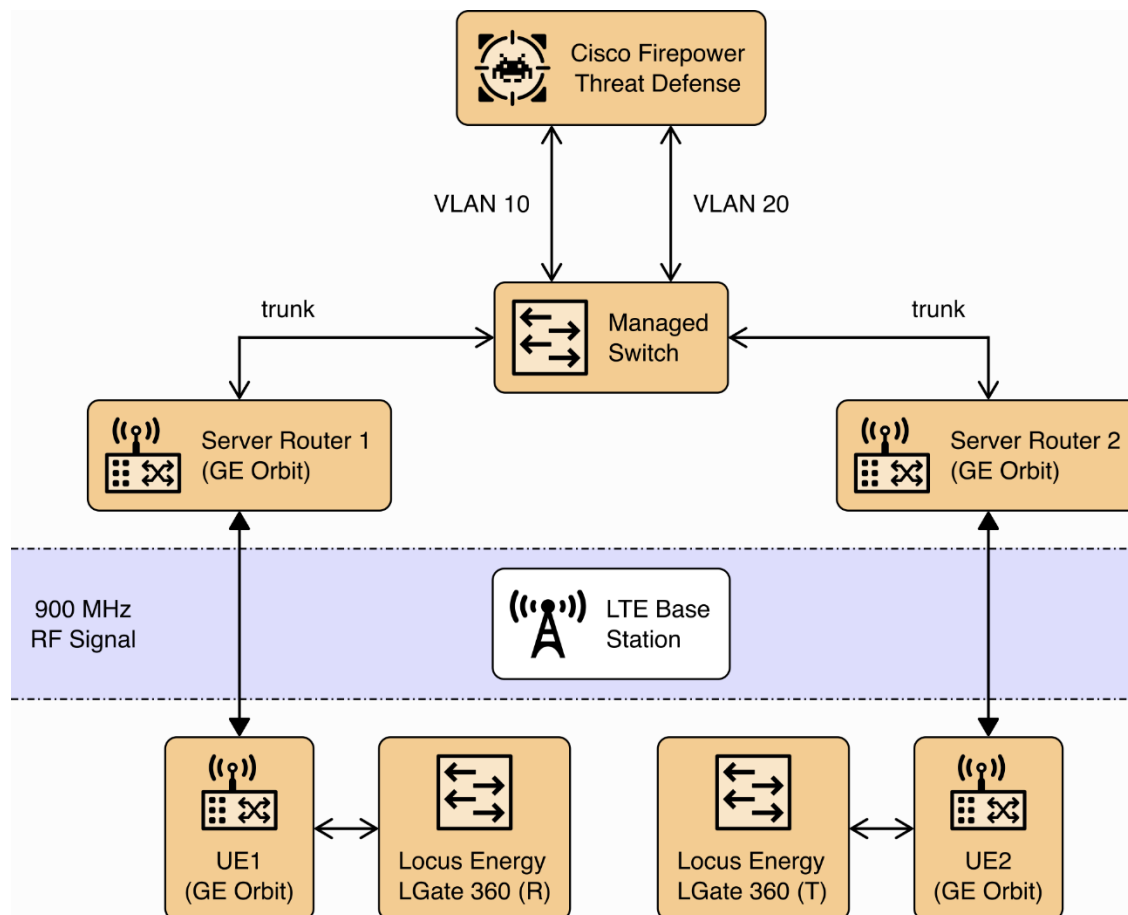 Cisco Firepower
Threat Defense
VLAN 10
VLAN 20
trunk
Managed
Switch
trunk
Server Router 1
(GE Orbit)
Server Router 2
(GE Orbit)
900 MHz
RF Signal
LTE Base
Station
UE1
(GE Orbit)
Locus Energy
LGate 360 (R)
Locus Energy
LGate 360 (T)
UE2
(GE Orbit)